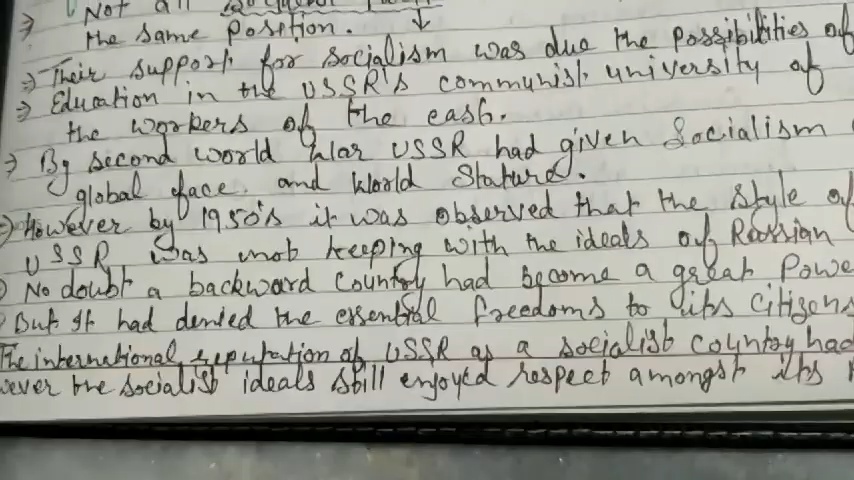 ⇒ Not all
the same position.
⇒ Their support for socialism was due the possibilities of
⇒ Education in the USSR's communist university of
the workers of the east.
⇒ By second world War USSR had given Socialism
global face and World Stature.
⇒ However by 1950's it was observed that the style of
USSR was not keeping with the ideals of Russian
No doubt a backward country had become a great Powe
But It had denied the essential freedoms to its Citizens
The international reputation of USSR as a socialist country had
wever the socialist ideals still enjoyed respect amongst its